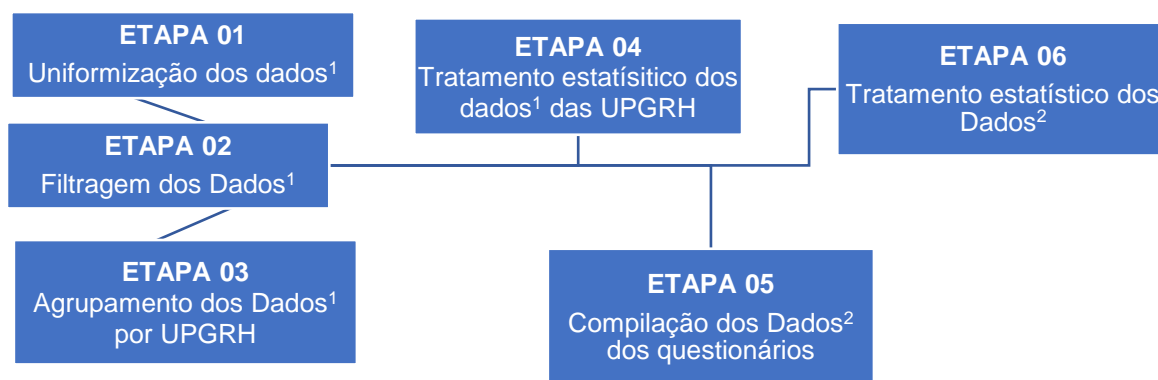 ETAPA 01
Uniformização dos dados¹
ETAPA 02
Filtragem dos Dados¹
ETAPA 03
Agrupamento dos Dados¹
por UPGRH
ETAPA 04
Tratamento estatísitico dos
dados¹ das UPGRH
ETAPA 05
Compilação dos Dados²
dos questionários
ETAPA 06
Tratamento estatístico dos
Dados²